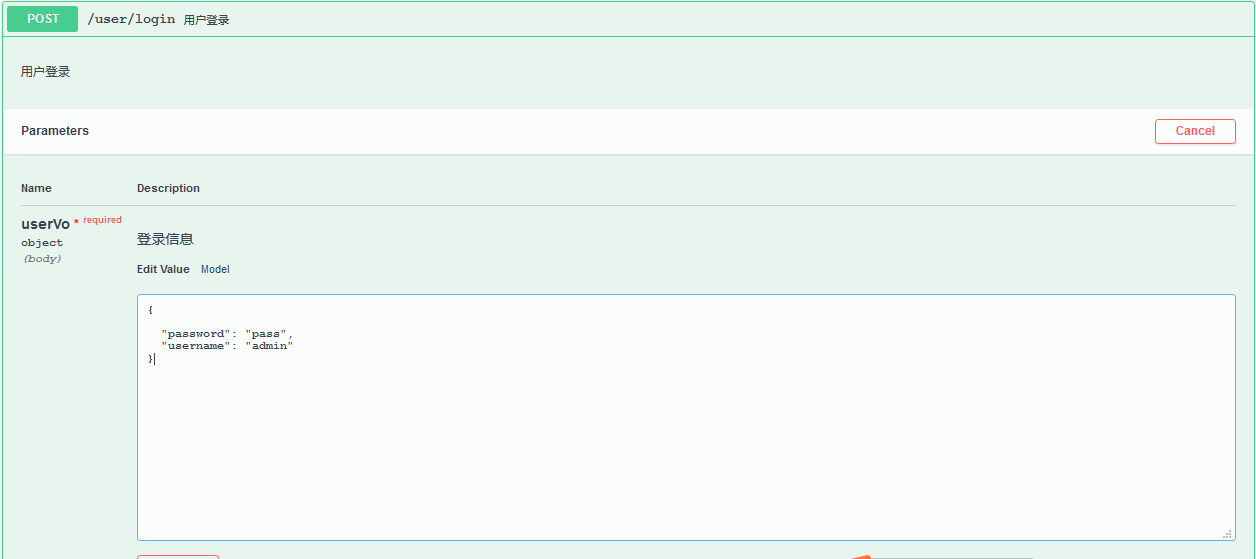 POST /user/login 用户登录
用户登录
Parameters Cancel
Name Description
userVo * required
object
(body)
登录信息
Edit Value Model
{
"password": "pass",
"username": "admin"
}